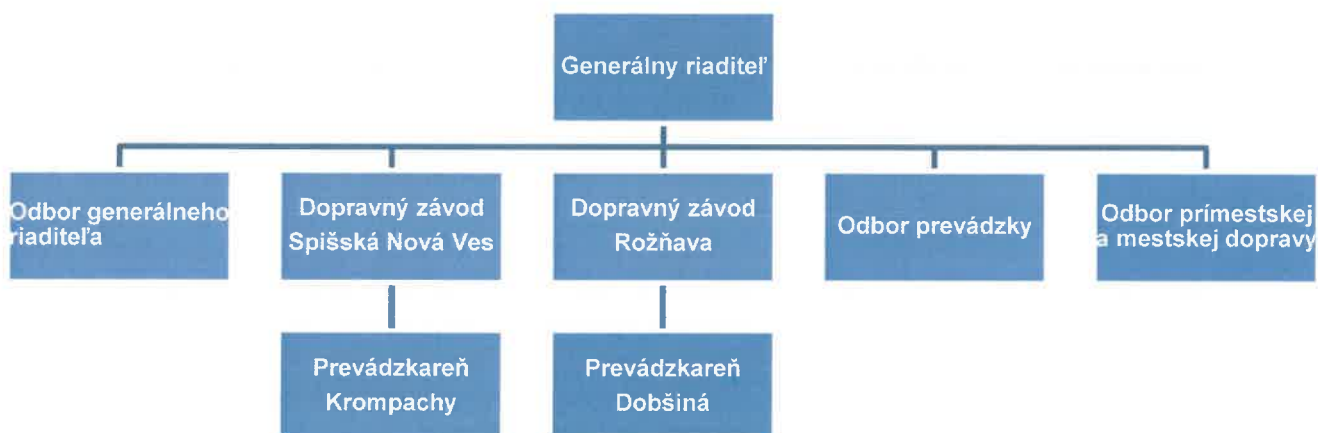 Generálny riaditeľ
Odbor generálneho
riaditeľa
Dopravný závod
Spišská Nová Ves
Dopravný závod
Rožňava
Odbor prevádzky
Odbor prímestskej
a mestskej dopravy
Prevádzkareň
Krompachy
Prevádzkareň
Dobšiná